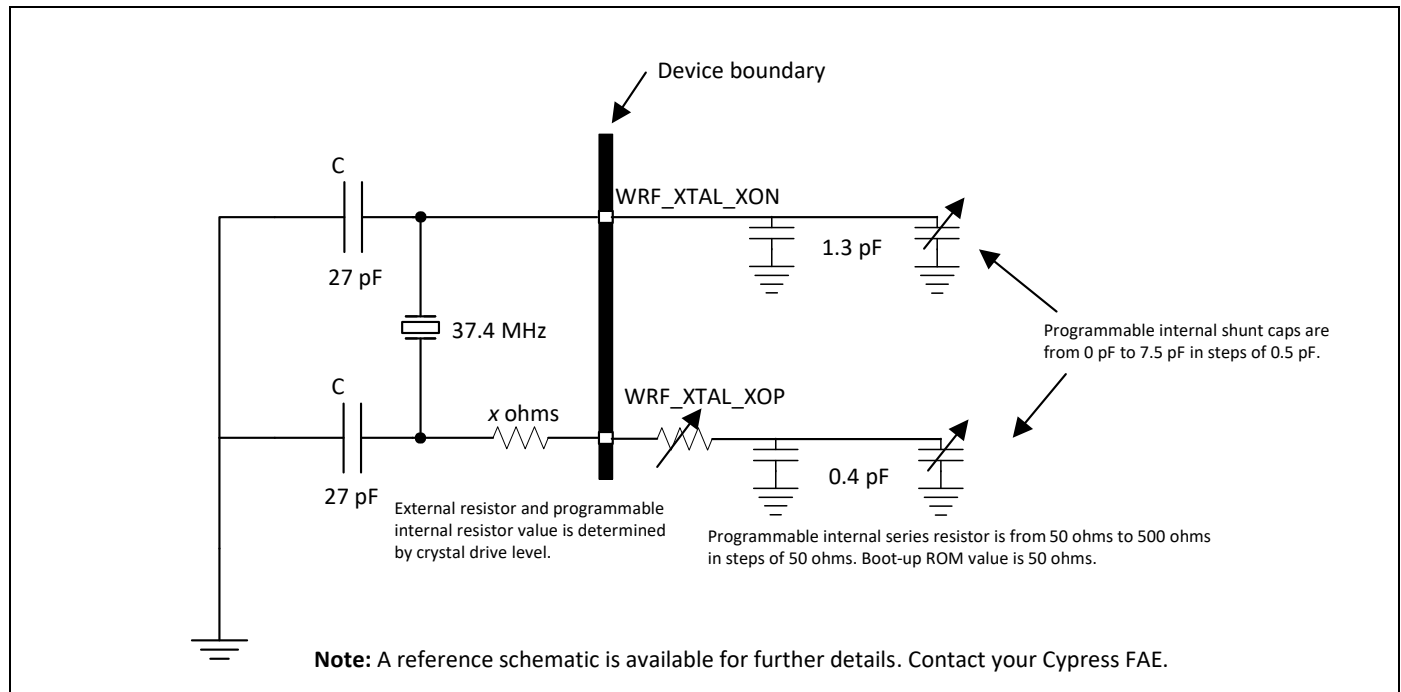 Device boundary
C
WRF_XTAL_XON
27 pF
1.3 pF
37.4 MHz
Programmable internal shunt caps are
from 0 pF to 7.5 pF in steps of 0.5 pF.
C
x ohms
WRF_XTAL_XOP
27 pF
0.4 pF
External resistor and programmable
internal resistor value is determined
by crystal drive level.
Programmable internal series resistor is from 50 ohms to 500 ohms
in steps of 50 ohms. Boot-up ROM value is 50 ohms.
Note: A reference schematic is available for further details. Contact your Cypress FAE.